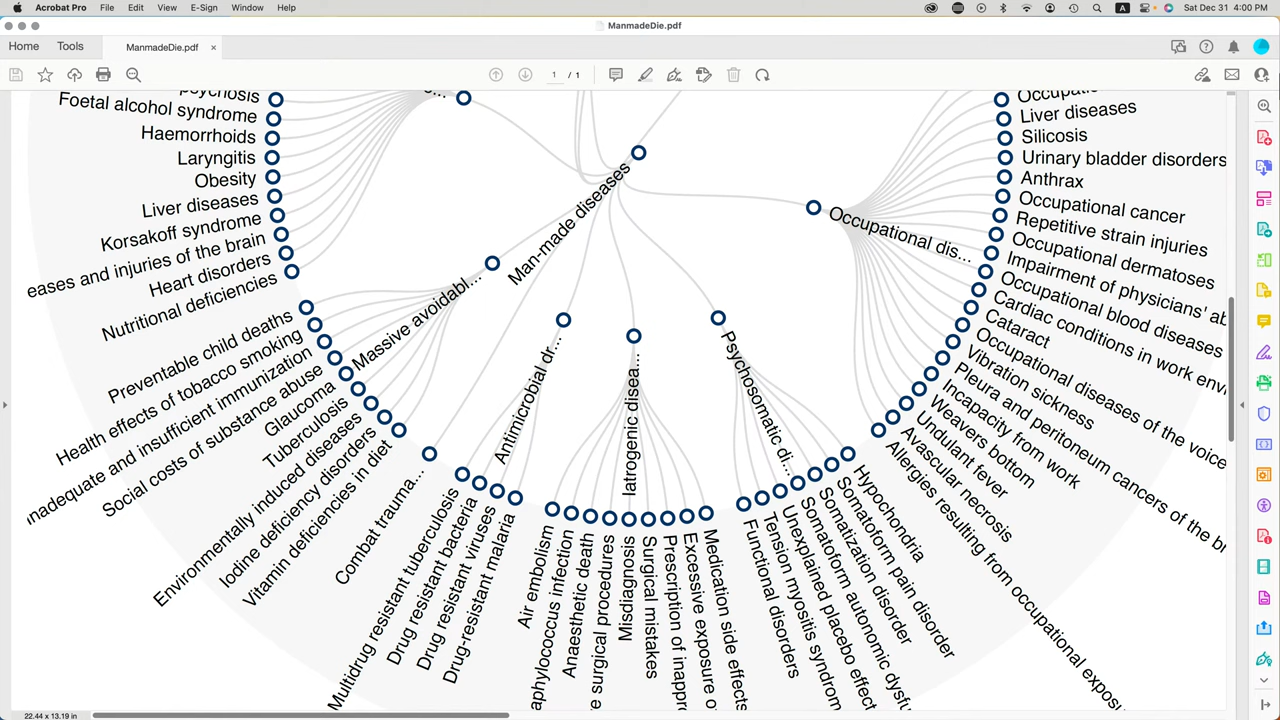 Acrobat Pro File Edit View E-Sign Window Help
A
Sat Dec 31 4:00 PM
ManmadeDie.pdf
Home Tools ManmadeDie.pdf ×
1 / 1
psychosis
Foetal alcohol syndrome
Haemorrhoids
Laryngitis
Obesity
Liver diseases
Korsakoff syndrome
eases and injuries of the brain
Heart disorders
Nutritional deficiencies
Man-made diseases
Massive avoidabl...
Preventable child deaths
Health effects of tobacco smoking
nadequate and insufficient immunization
Social costs of substance abuse
Glaucoma
Tuberculosis
Environmentally induced diseases
Iodine deficiency disorders
Vitamin deficiencies in diet
Combat trauma...
Antimicrobial dr...
Multidrug resistant tuberculosis
Drug resistant bacteria
Drug resistant viruses
Drug-resistant malaria
Iatrogenic disea...
Air embolism
aphylococcus infection
Anaesthetic death
e surgical procedures
Misdiagnosis
Surgical mistakes
Prescription of inappr
Excessive exposure o
Medication side effects
Psychosomatic di...
Functional disorders
Tension myositis syndrom
Unexplained placebo effect
Somatoform autonomic dysfu
Somatization disorder
Somatoform pain disorder
Hypochondria
Occupational dis...
Occupati
Liver diseases
Silicosis
Urinary bladder disorders
Anthrax
Occupational cancer
Repetitive strain injuries
Occupational dermatoses
Impairment of physicians' ab
Occupational blood diseases
Cardiac conditions in work env
Cataract
Occupational diseases of the voice
Vibration sickness
Pleura and peritoneum cancers of the br
Incapacity from work
Weavers bottom
Undulant fever
Avascular necrosis
Allergies resulting from occupational expos
22.44 x 13.19 in